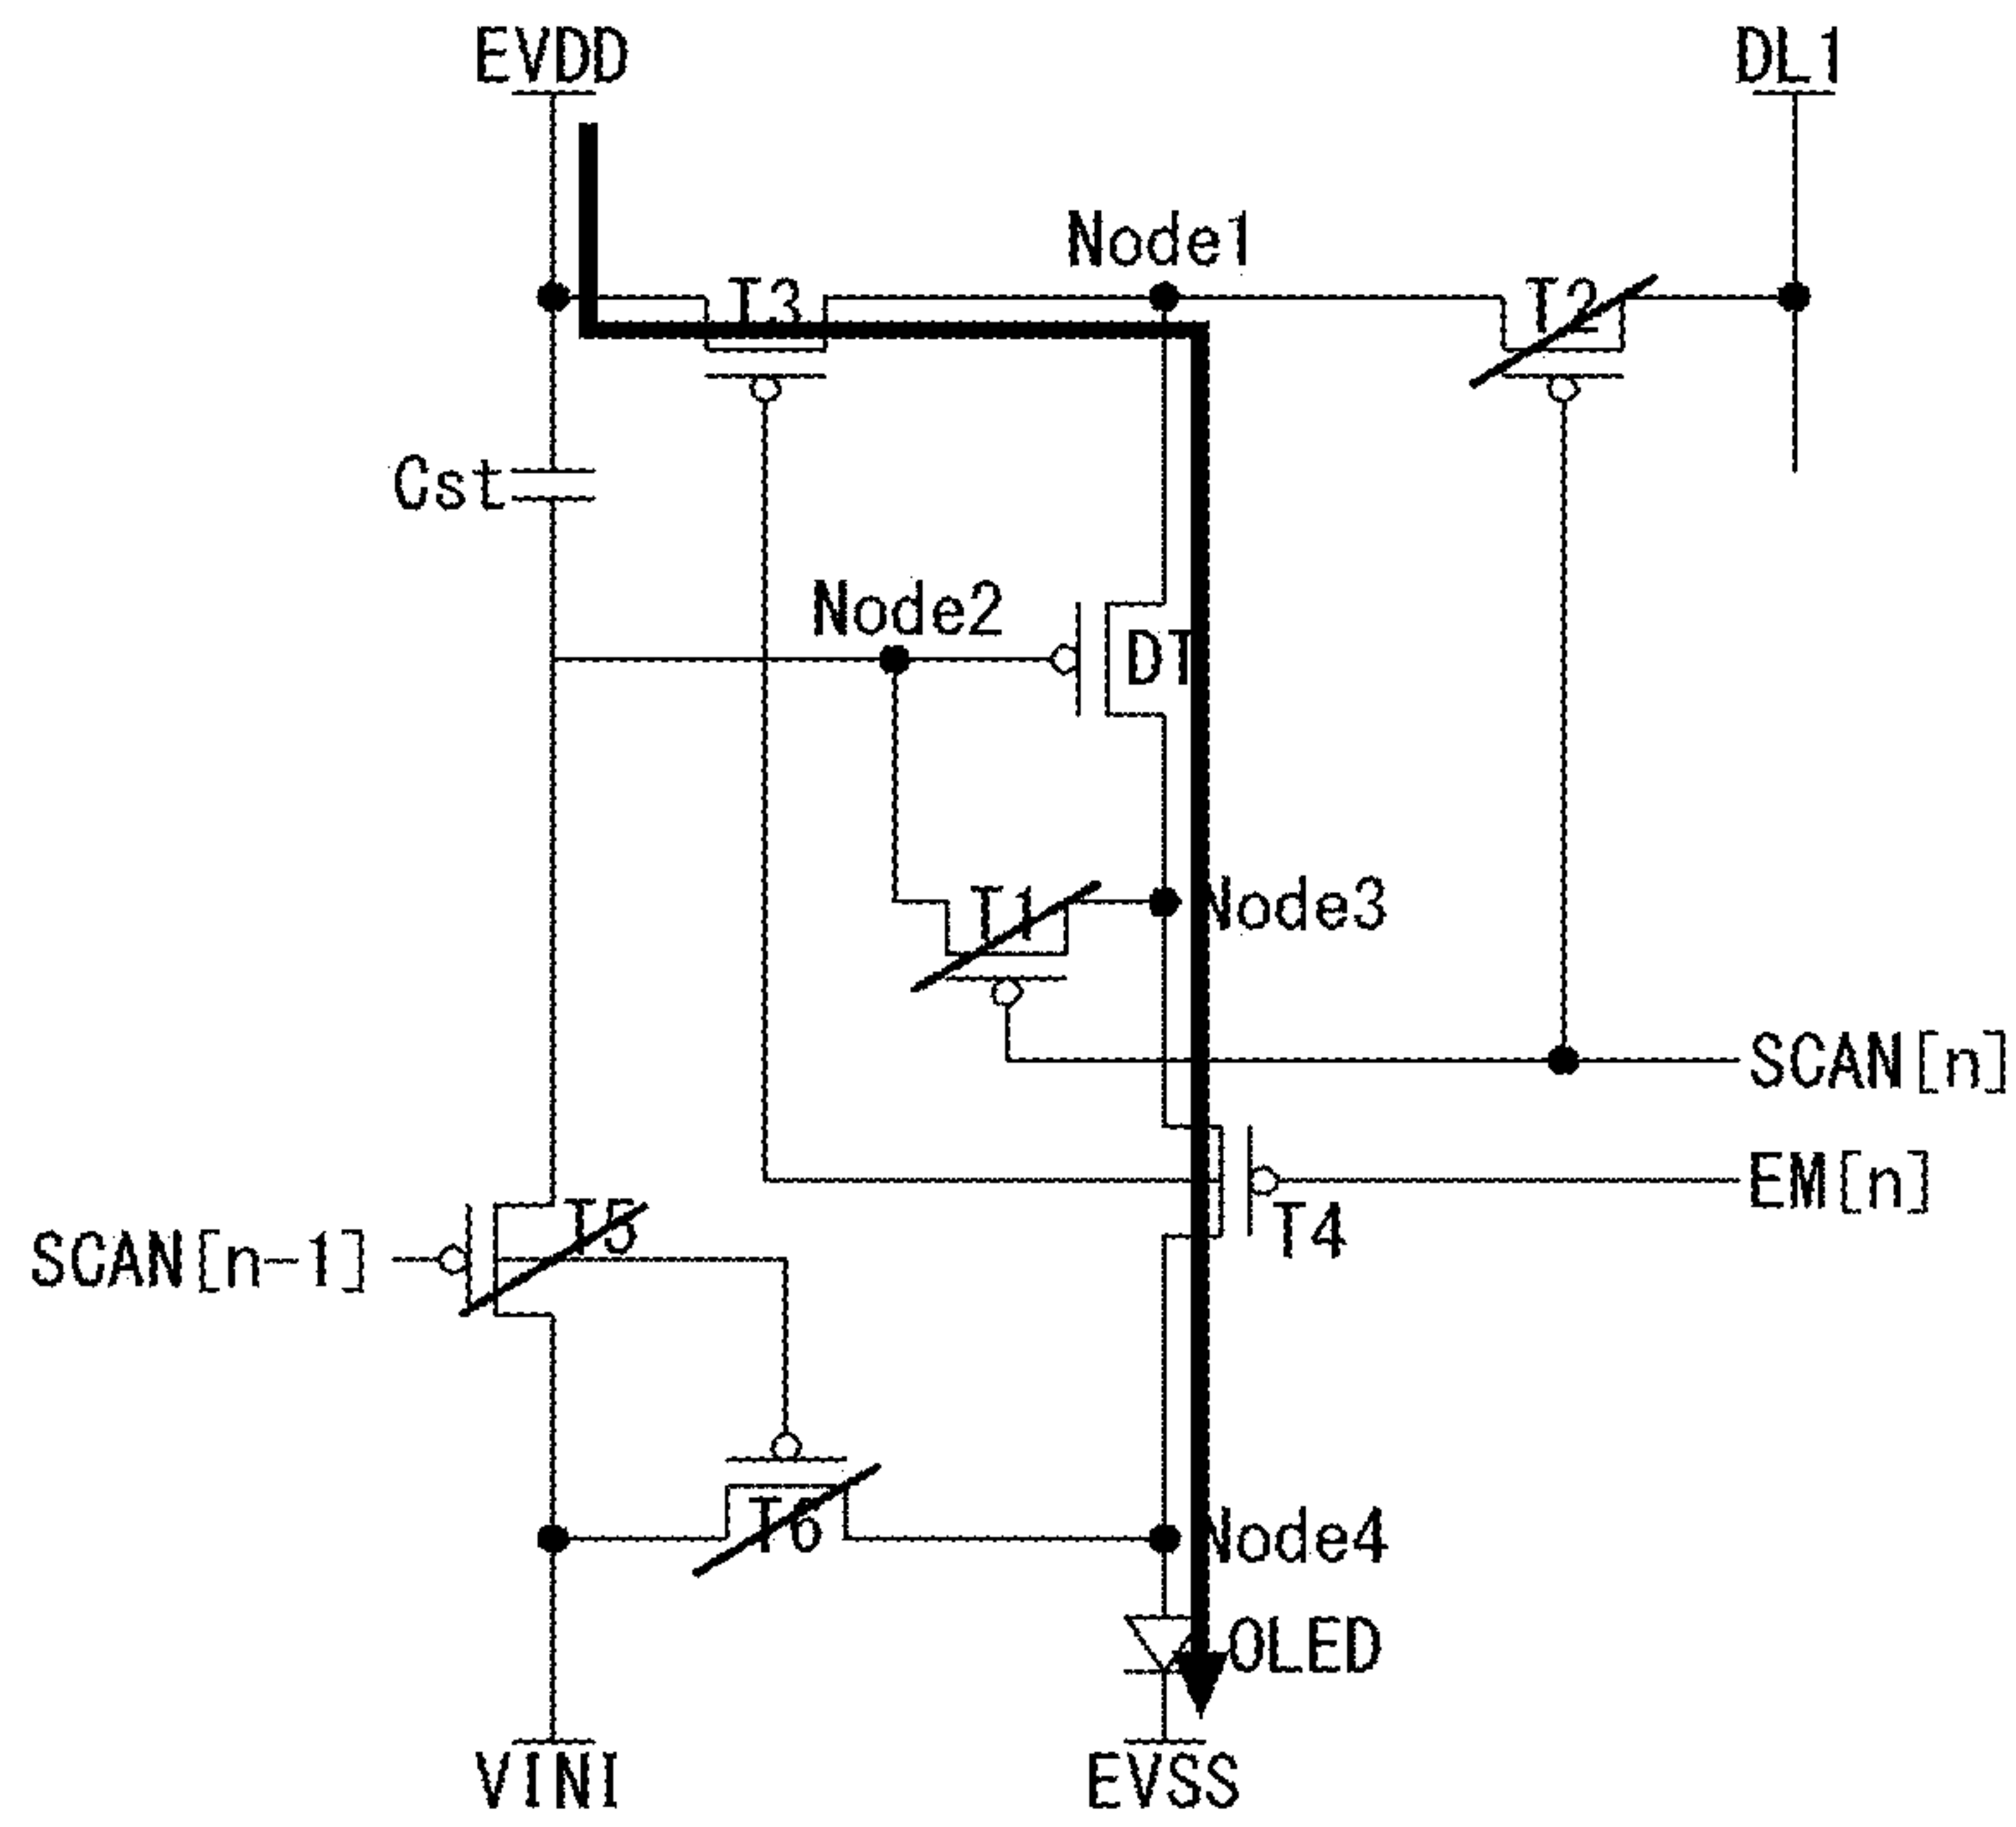 EVDD
DL1
Node1
T3
T2
Cst
Node2
DT
T1
Node3
SCAN[n]
EM[n]
T5
SCAN[n-1]
T4
T6
Node4
OLED
VINI
EVSS